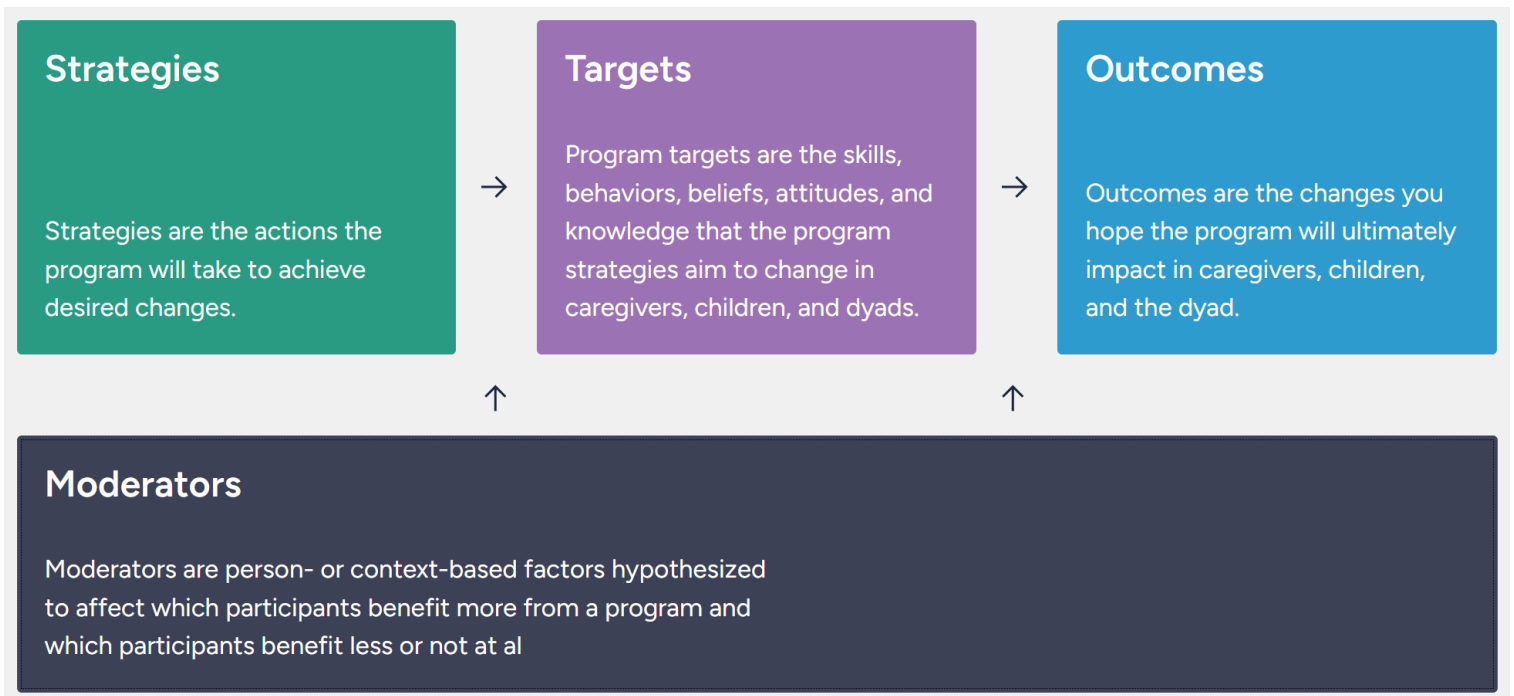 Strategies
Strategies are the actions the
program will take to achieve
desired changes.
Targets
Program targets are the skills,
behaviors, beliefs, attitudes, and
knowledge that the program
strategies aim to change in
caregivers, children, and dyads.
Outcomes
Outcomes are the changes you
hope the program will ultimately
impact in caregivers, children,
and the dyad.
Moderators
Moderators are person- or context-based factors hypothesized
to affect which participants benefit more from a program and
which participants benefit less or not at al